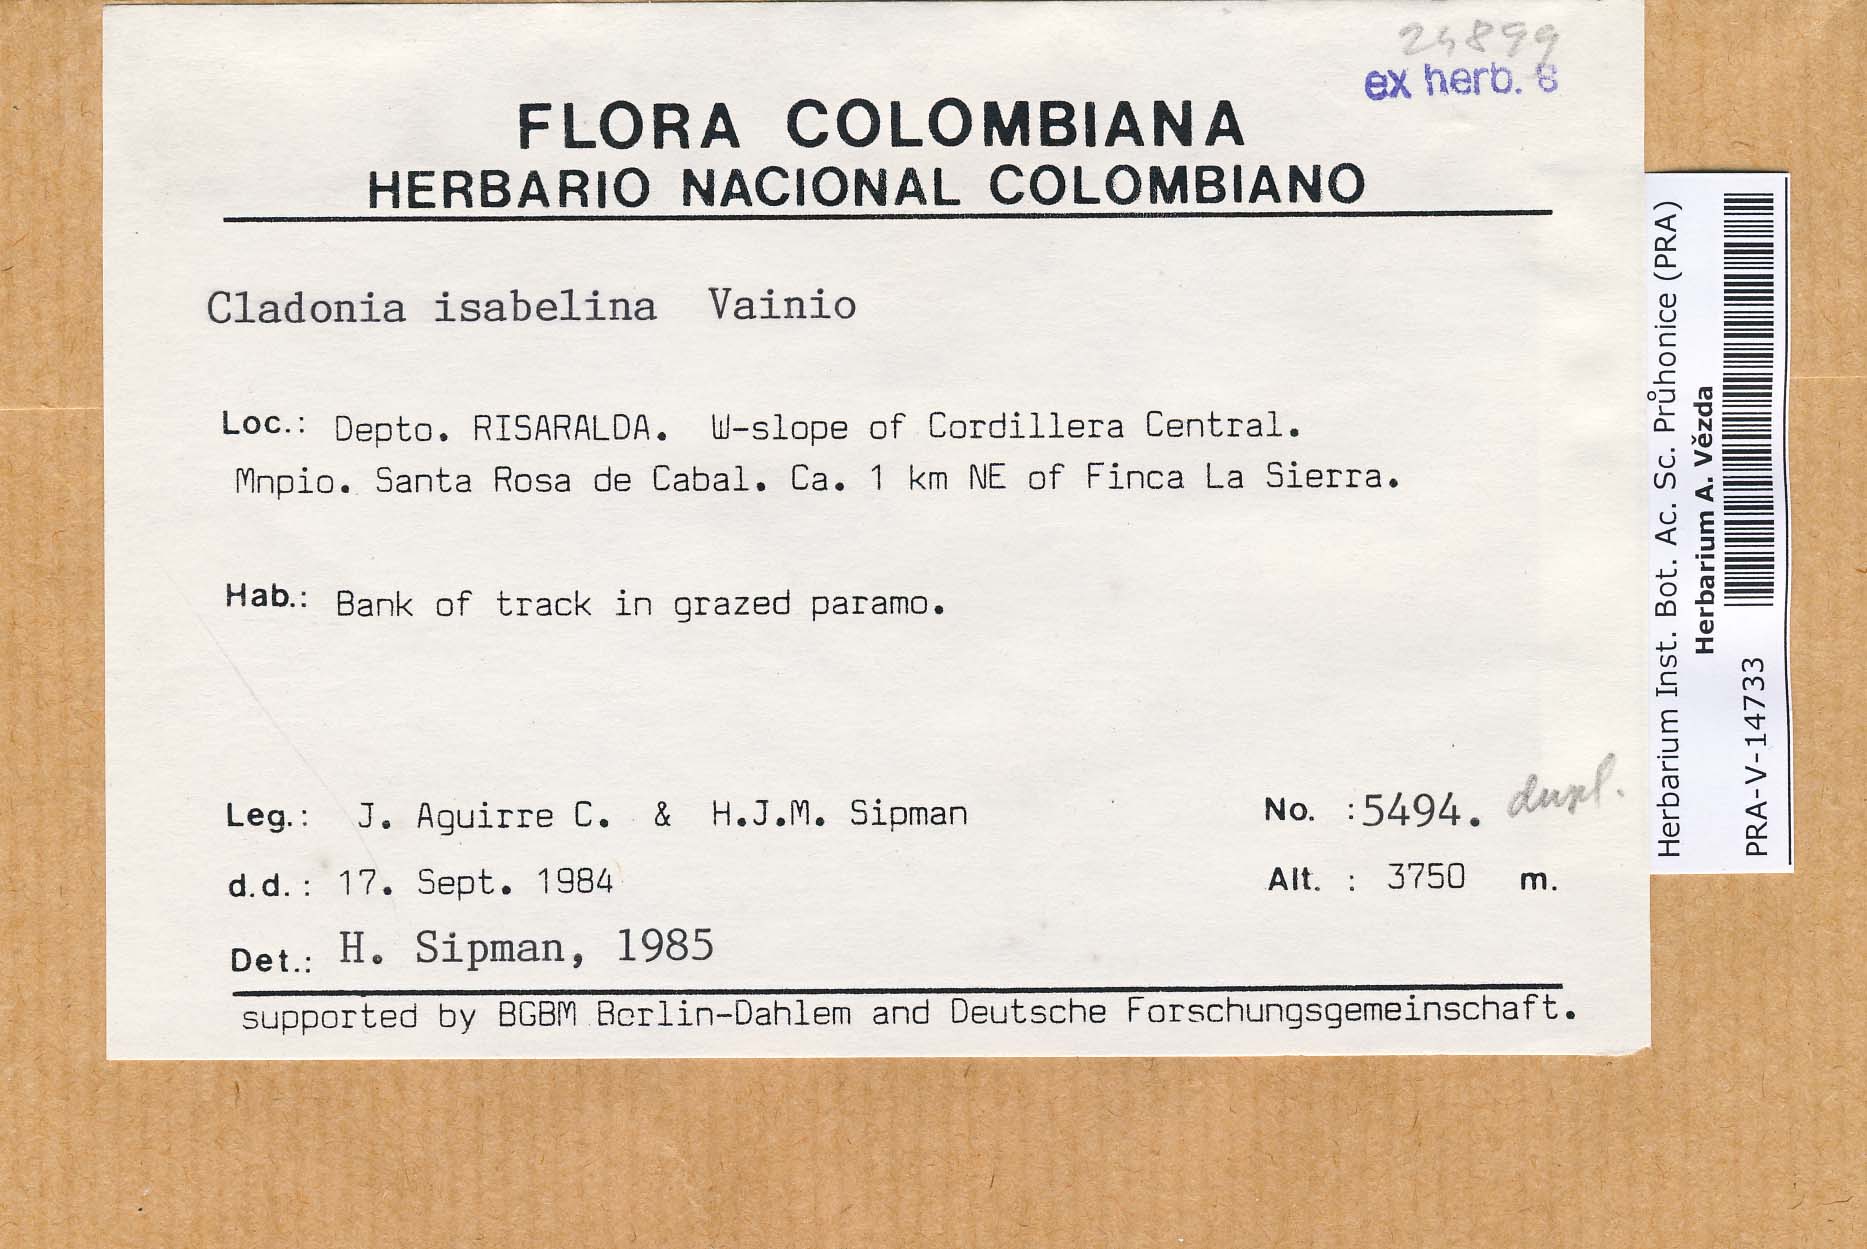 24899
ex herb. B
FLORA COLOMBIANA
HERBARIO NACIONAL COLOMBIANO
Cladonia isabelina Vainio
Loc.: Depto. RISARALDA. W-slope of Cordillera Central.
Mnpio. Santa Rosa de Cabal. Ca. 1 km NE of Finca La Sierra.
Hab.: Bank of track in grazed paramo.
Leg.: J. Aguirre C. & H.J.M. Sipman No. :5494. dupl.
d.d.: 17. Sept. 1984 Alt. : 3750 m.
Det.: H. Sipman, 1985
supported by BGBM Berlin-Dahlem and Deutsche Forschungsgemeinschaft.
Herbarium Inst. Bot. Ac. Sc. Průhonice (PRA)
Herbarium A. Vězda
PRA-V-14733